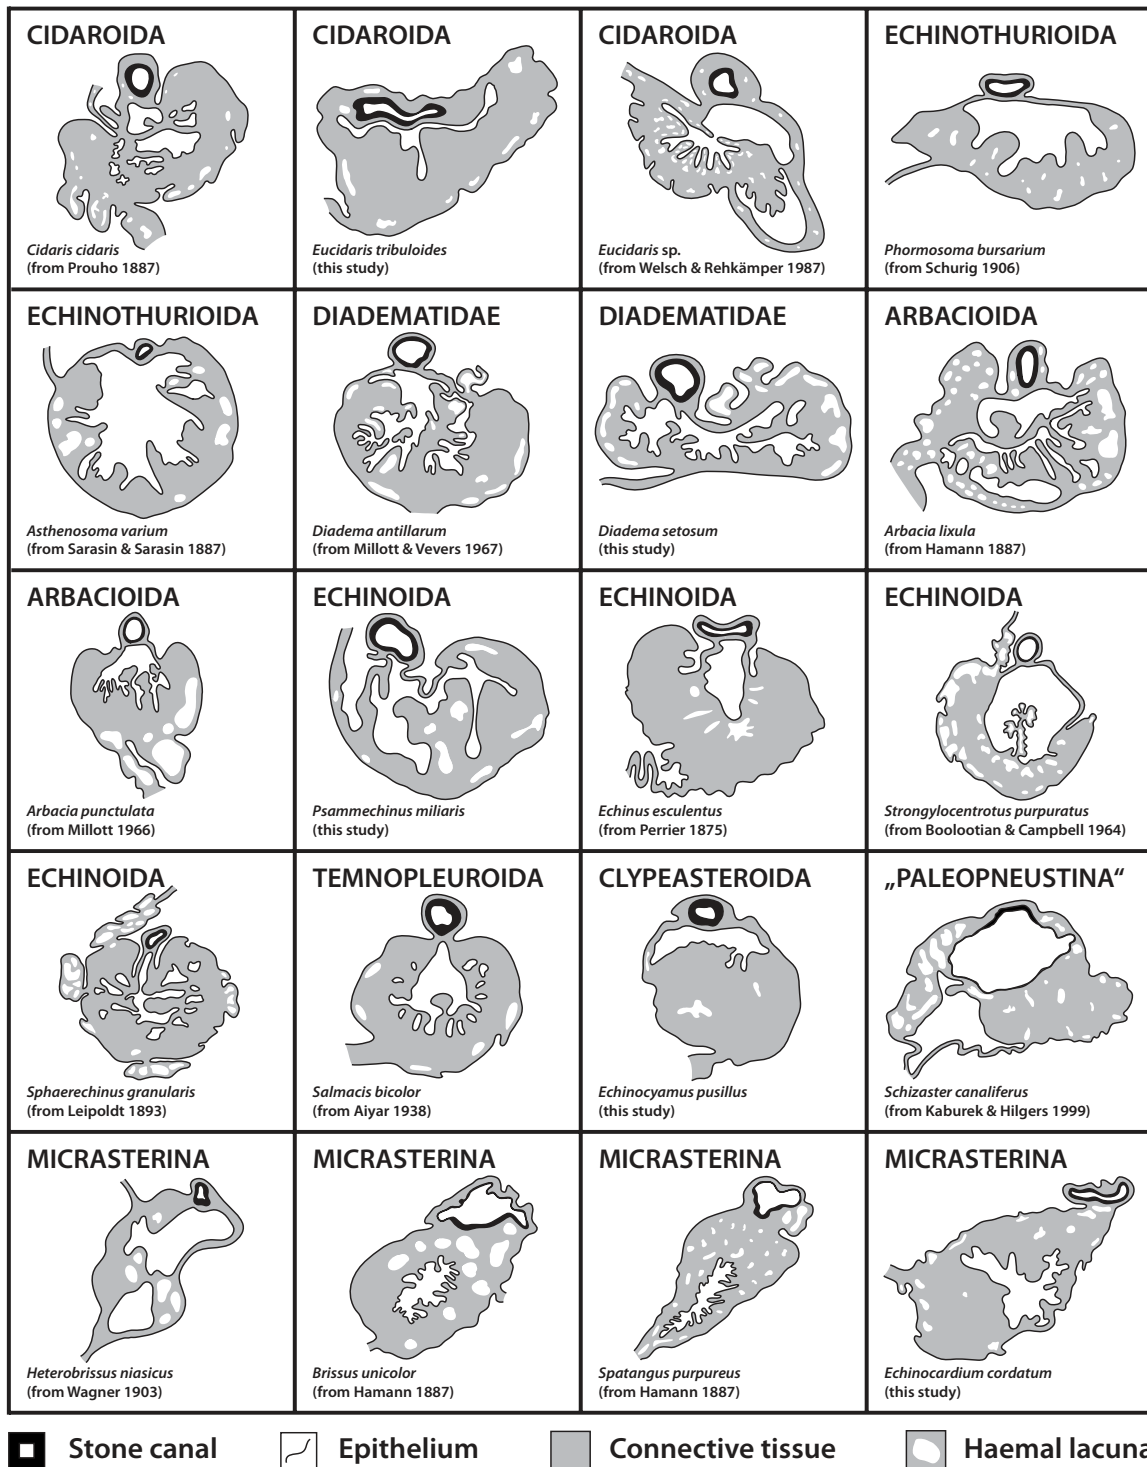 CIDAROIDA
Cidaris cidaris
(from Prouho 1887)
CIDAROIDA
Eucidaris tribuloides
(this study)
CIDAROIDA
Eucidaris sp.
(from Welsch & Rehkämper 1987)
ECHINOTHURIOIDA
Phormosoma bursarium
(from Schurig 1906)
ECHINOTHURIOIDA
Asthenosoma varium
(from Sarasin & Sarasin 1887)
DIADEMATIDAE
Diadema antillarum
(from Millott & Vevers 1967)
DIADEMATIDAE
Diadema setosum
(this study)
ARBACIOIDA
Arbacia lixula
(from Hamann 1887)
ARBACIOIDA
Arbacia punctulata
(from Millott 1966)
ECHINOIDA
Psammechinus miliaris
(this study)
ECHINOIDA
Echinus esculentus
(from Perrier 1875)
ECHINOIDA
Strongylocentrotus purpuratus
(from Boolootian & Campbell 1964)
ECHINOIDA
Sphaerechinus granularis
(from Leipoldt 1893)
TEMNOPLEUROIDA
Salmacis bicolor
(from Aiyar 1938)
CLYPEASTEROIDA
Echinocyamus pusillus
(this study)
„PALEOPNEUSTINA“
Schizaster canaliferus
(from Kaburek & Hilgers 1999)
MICRASTERINA
Heterobrissus niasicus
(from Wagner 1903)
MICRASTERINA
Brissus unicolor
(from Hamann 1887)
MICRASTERINA
Spatangus purpureus
(from Hamann 1887)
MICRASTERINA
Echinocardium cordatum
(this study)
Stone canal
Epithelium
Connective tissue
Haemal lacuna